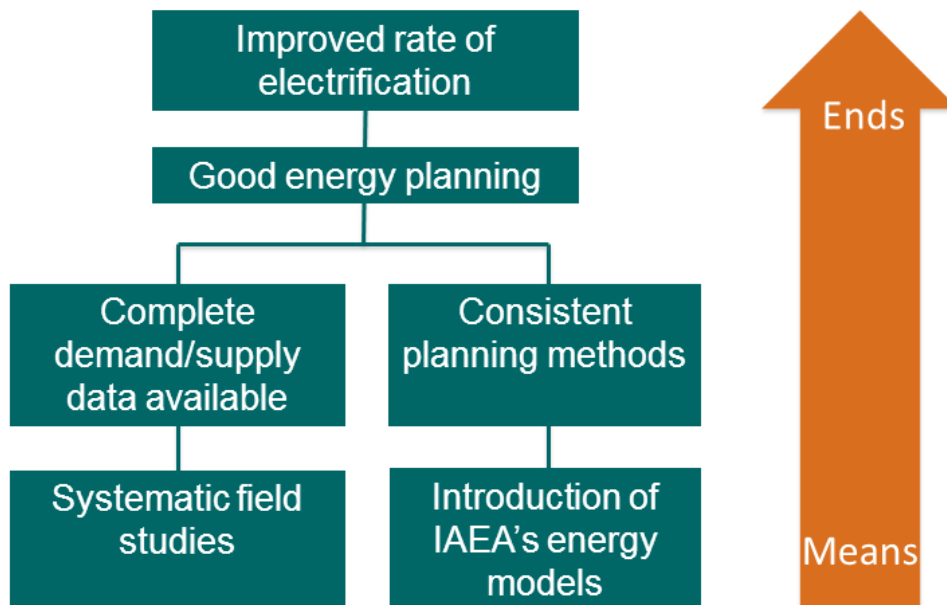 Improved rate of
electrification
Ends
Good energy planning
Complete
demand/supply
data available
Consistent
planning methods
Systematic field
studies
Introduction of
IAEA’s energy
models
Means